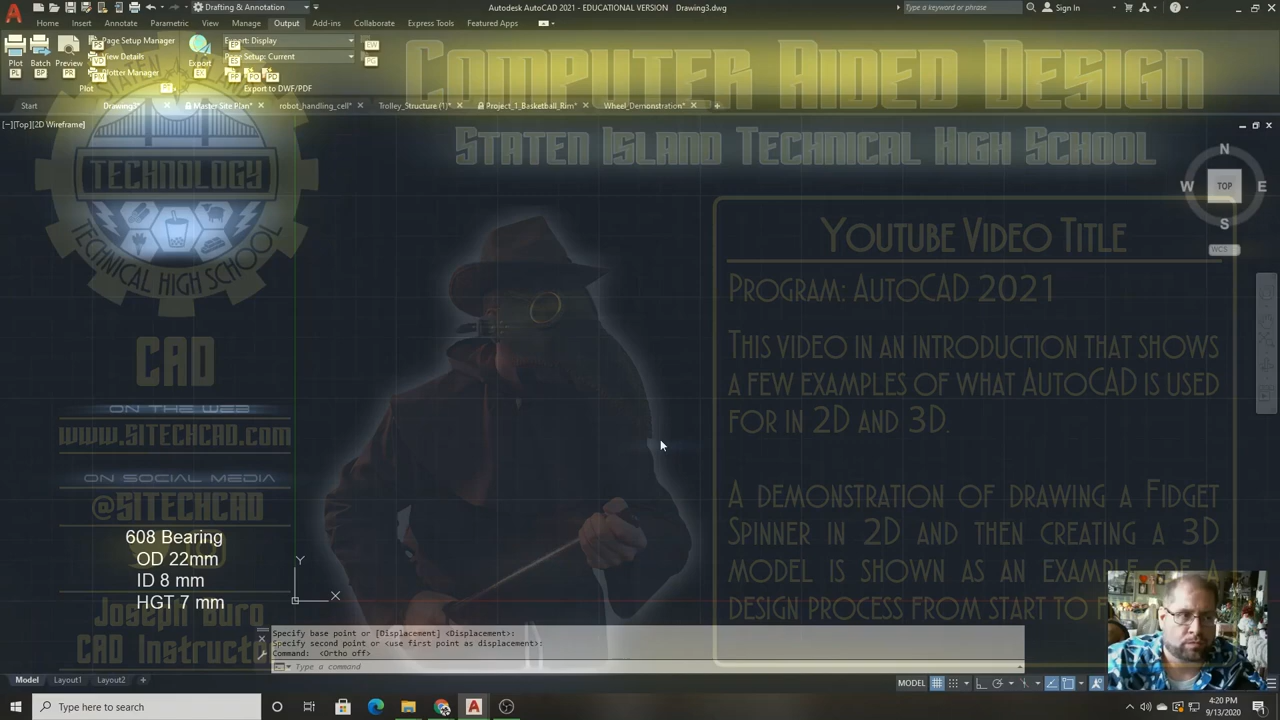 Drafting & Annotation
Autodesk AutoCAD 2021 - EDUCATIONAL VERSION Drawing3.dwg
Type a keyword or phrase
Sign In
Home Insert Annotate Parametric View Manage Output Add-ins Collaborate Express Tools Featured Apps
Plot Batch Preview
Page Setup Manager
View Details
Plotter Manager
Export
Export: Display
Page Setup: Current
Plot
Export to DWF/PDF
Start Drawing3* Master Site Plan* robot_handling_cell* Trolley_Structure (1)* Project_1_Basketball_Rim* Wheel_Demonstration*
[−][Top][2D Wireframe]
Computer Aided Design
Staten Island Technical High School
TECHNOLOGY
TECHNICAL HIGH SCHOOL
N
W TOP E
S
WCS
CAD
ON THE WEB
www.SITECHCAD.com
ON SOCIAL MEDIA
@SITECHCAD
608 Bearing
OD 22mm
ID 8 mm
HGT 7 mm
Joseph Buro
CAD Instructor
Youtube Video Title
Program: AutoCAD 2021
This video in an introduction that shows
a few examples of what AutoCAD is used
for in 2D and 3D.
A demonstration of drawing a Fidget
Spinner in 2D and then creating a 3D
model is shown as an example of a
design process from start to
Y
X
Specify base point or [Displacement] <Displacement>:
Specify second point or <use first point as displacement>:
Command: <Ortho off>
Type a command
Model Layout1 Layout2
MODEL
Type here to search
4:20 PM
9/13/2020